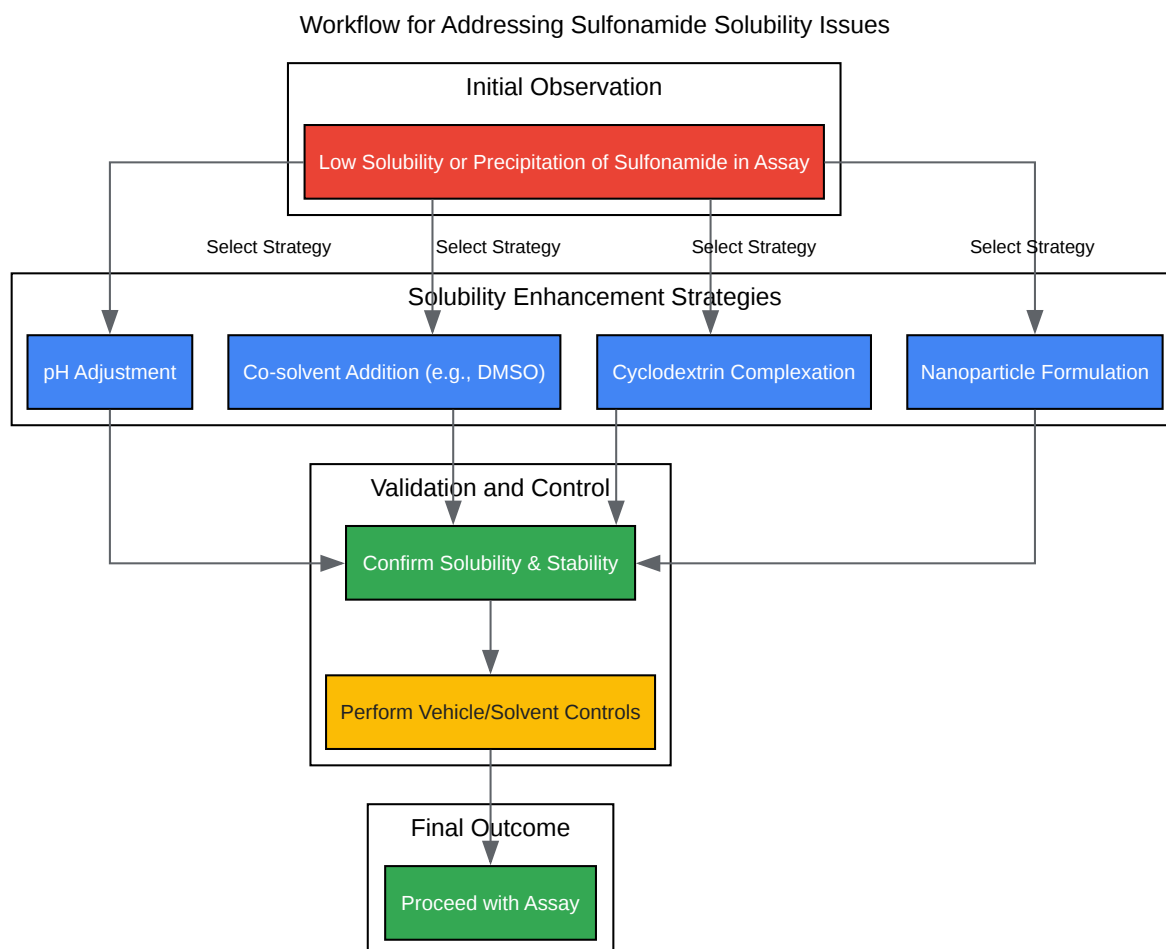 Workflow for Addressing Sulfonamide Solubility Issues
Initial Observation
Low Solubility or Precipitation of Sulfonamide in Assay
Select Strategy
Select Strategy
Select Strategy
Select Strategy
Solubility Enhancement Strategies
pH Adjustment
Co-solvent Addition (e.g., DMSO)
Cyclodextrin Complexation
Nanoparticle Formulation
Validation and Control
Confirm Solubility & Stability
Perform Vehicle/Solvent Controls
Final Outcome
Proceed with Assay